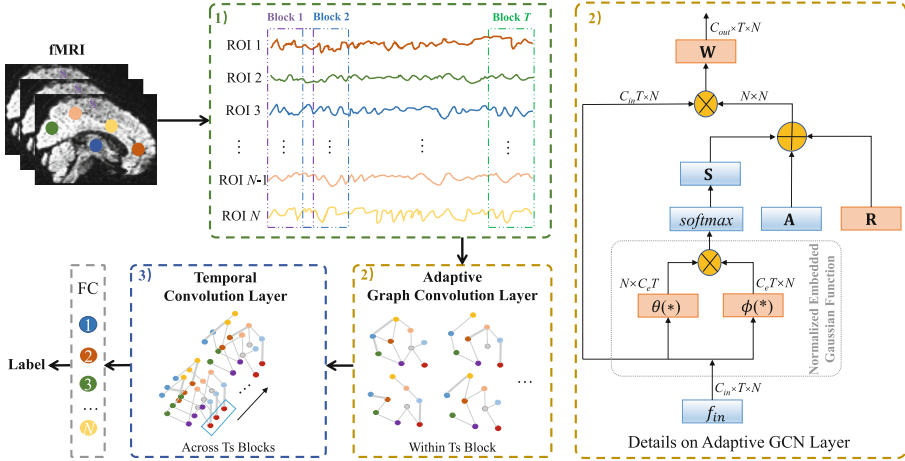 fMRI
1)
Block 1
Block 2
Block T
ROI 1
ROI 2
ROI 3
⋮ ⋮ ⋮ ⋮
ROI N-1
ROI N
2)
Adaptive
Graph Convolution Layer
...
Within Ts Block
3)
Temporal
Convolution Layer
...
Across Ts Blocks
FC
1
2
3
...
N
Label
2)
C_out×T×N
W
C_in T×N
N×N
S
softmax
A
R
N×C_e T
C_e T×N
θ(*)
ϕ(*)
Normalized Embedded
Gaussian Function
C_in×T×N
f_in
Details on Adaptive GCN Layer